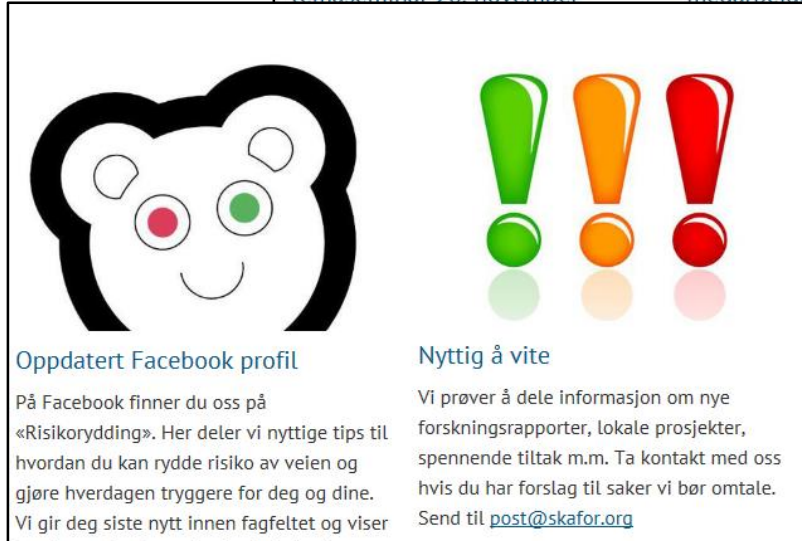 Oppdatert Facebook profil
På Facebook finner du oss på
«Risikorydding». Her deler vi nyttige tips til
hvordan du kan rydde risiko av veien og
gjøre hverdagen tryggere for deg og dine.
Vi gir deg siste nytt innen fagfeltet og viser
Nyttig å vite
Vi prøver å dele informasjon om nye
forskningsrapporter, lokale prosjekter,
spennende tiltak m.m. Ta kontakt med oss
hvis du har forslag til saker vi bør omtale.
Send til post@skafor.org